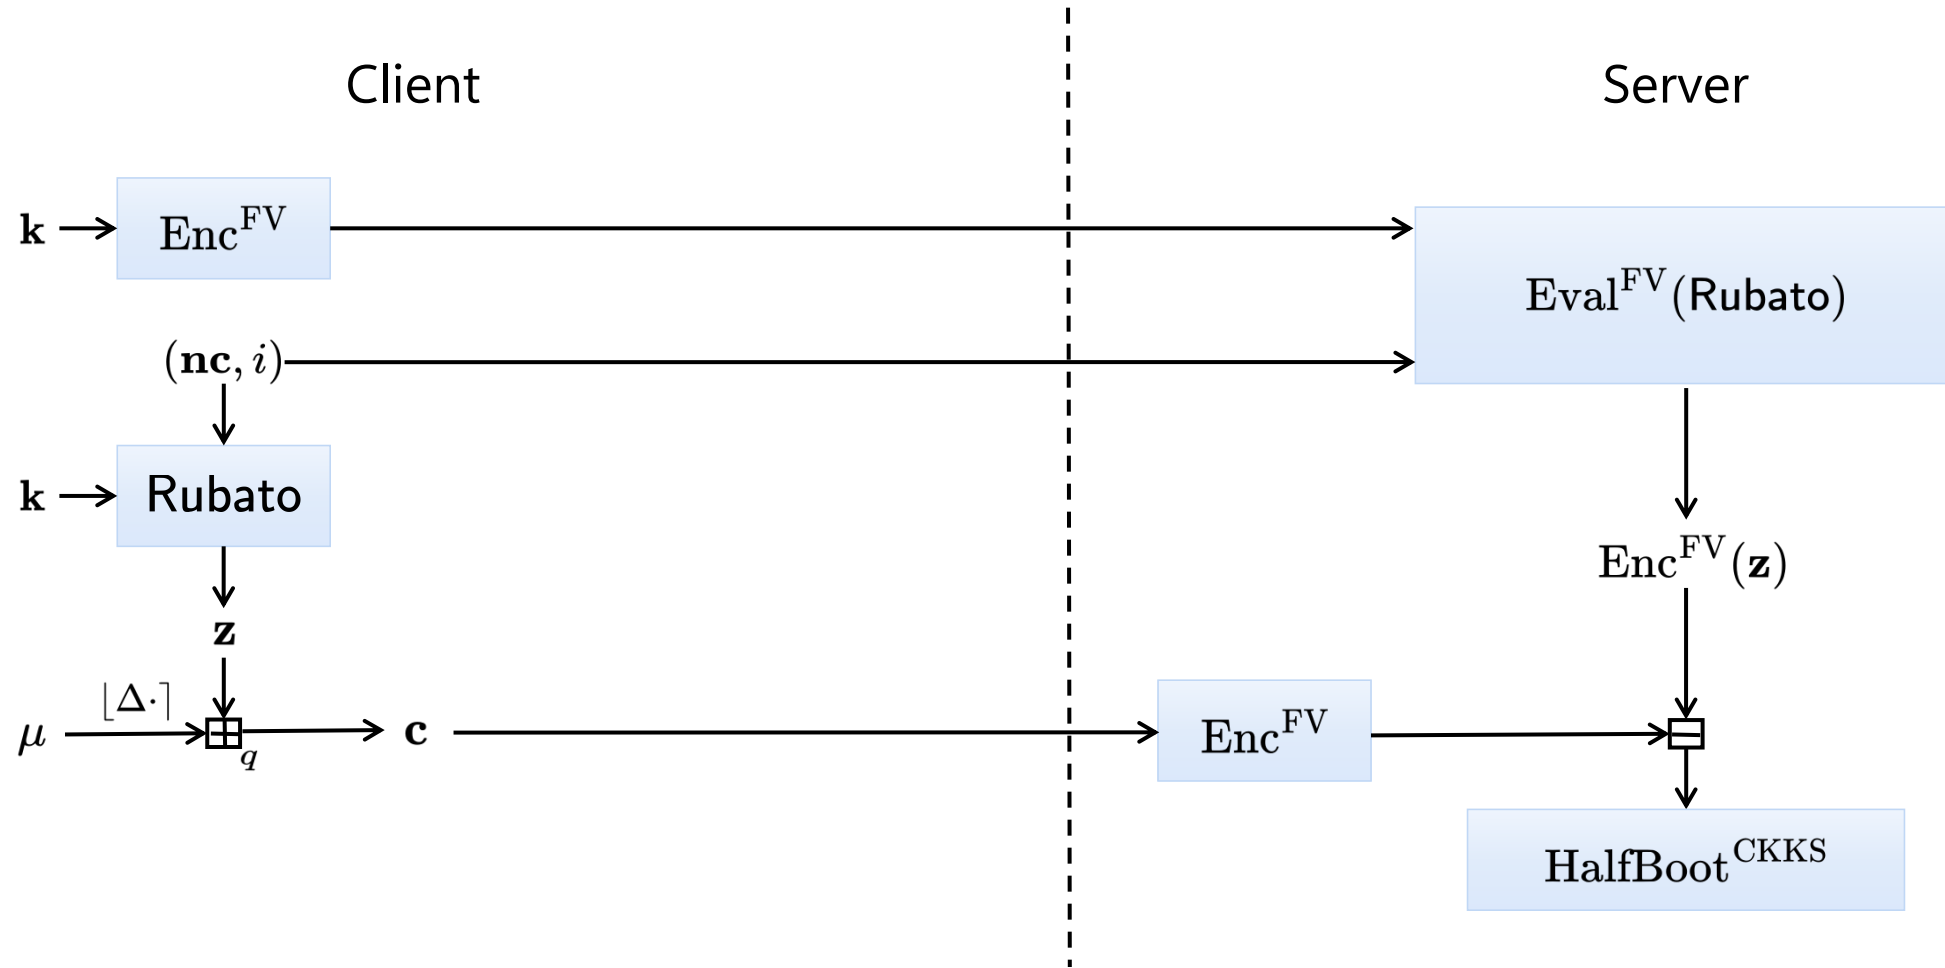 Client
Server
k
Enc^FV
Eval^FV(Rubato)
(nc, i)
k
Rubato
Enc^FV(z)
z
⌊Δ·⌉
μ
q
c
Enc^FV
HalfBoot^CKKS